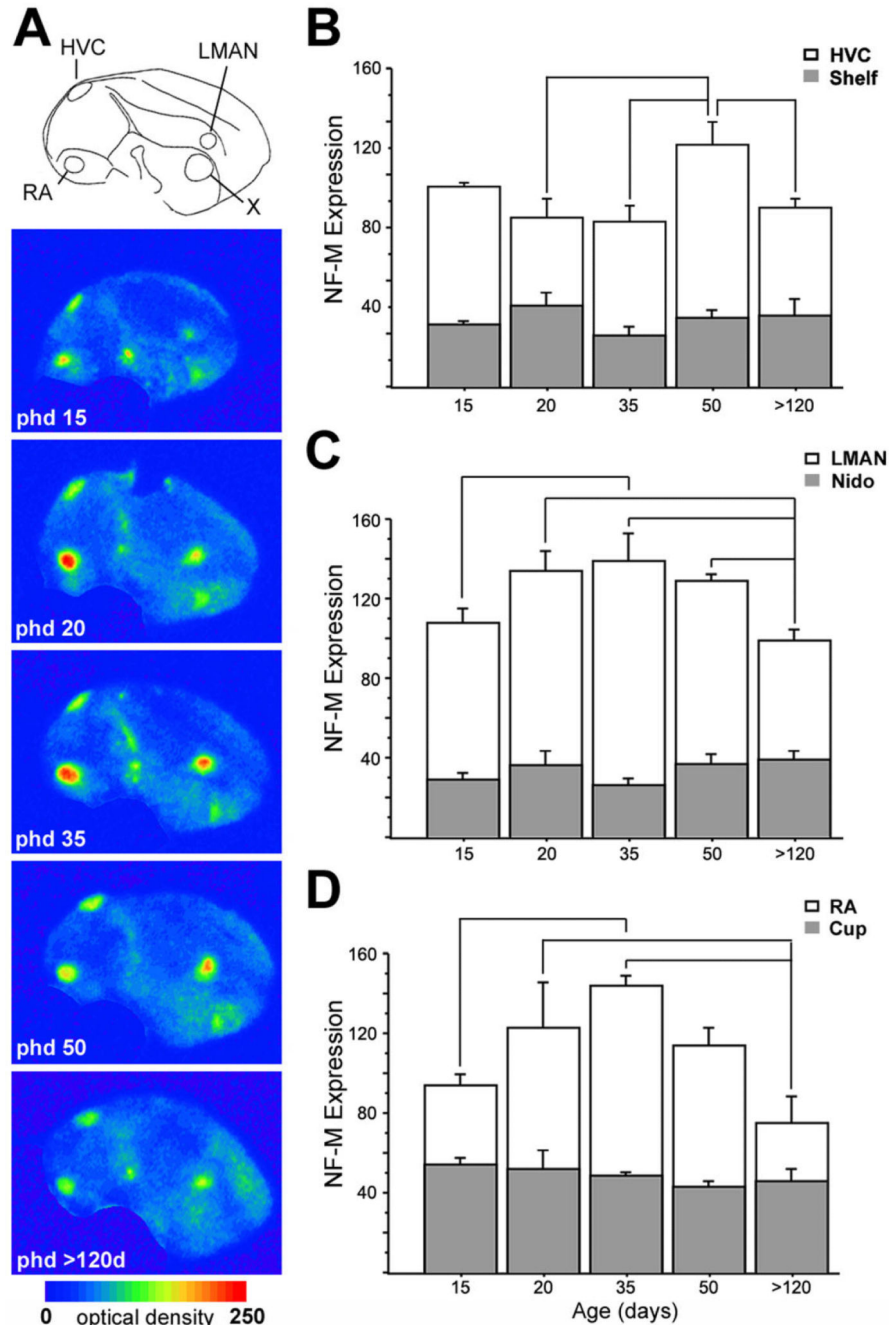 A
HVC
LMAN
RA
X
phd 15
phd 20
phd 35
phd 50
phd >120d
0 optical density 250
B
HVC
Shelf
NF-M Expression
160
120
80
40
15 20 35 50 >120
C
LMAN
Nido
NF-M Expression
160
120
80
40
15 20 35 50 >120
D
RA
Cup
NF-M Expression
160
120
80
40
15 20 35 50 >120
Age (days)